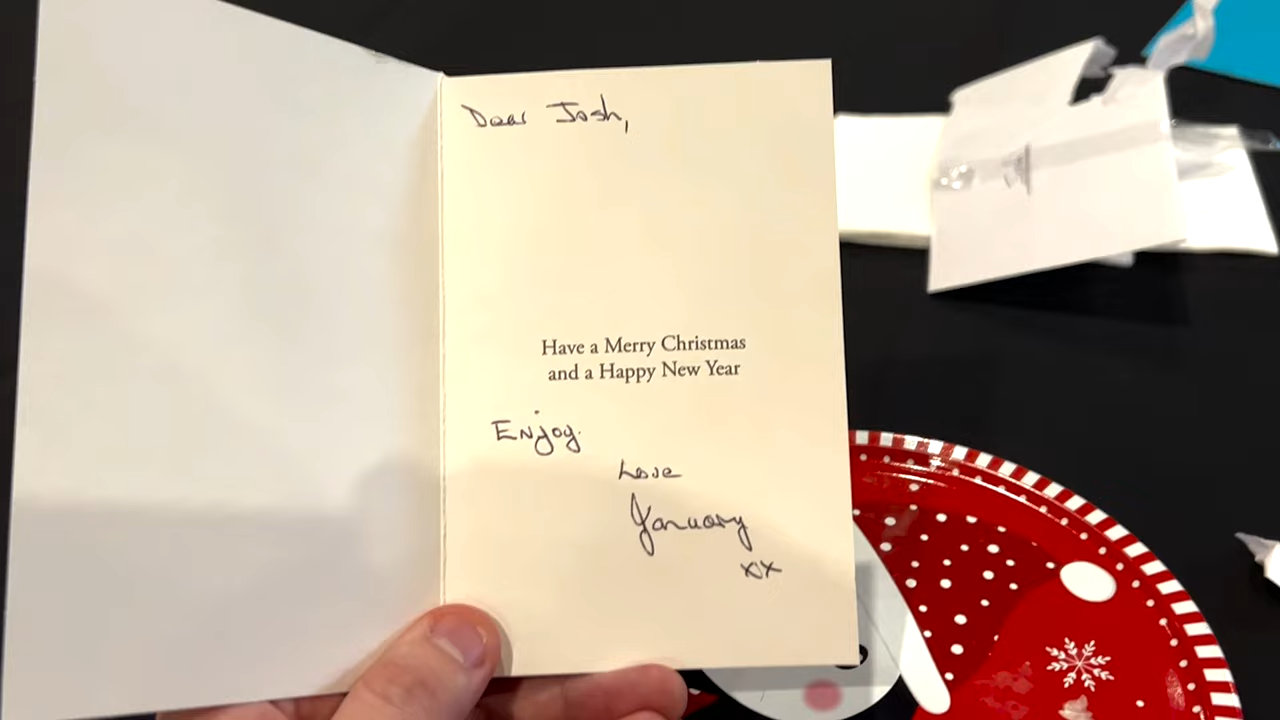 Dear Josh,
Have a Merry Christmas
and a Happy New Year
Enjoy.
Love
January
xx